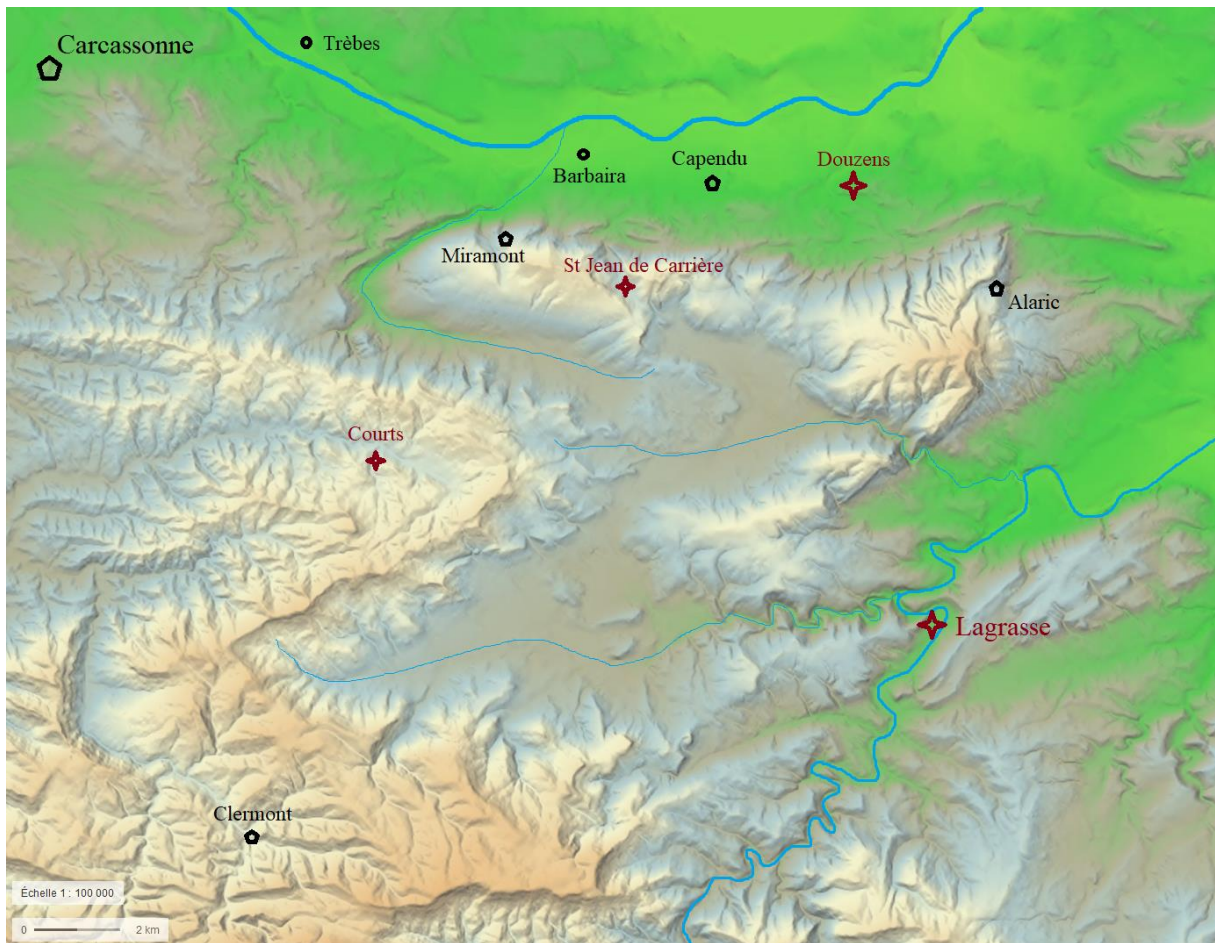 Carcassonne
Trèbes
Barbaira
Capendu
Douzens
Miramont
St Jean de Carrière
Alaric
Courts
Lagrasse
Clermont
Échelle 1 : 100 000
0 2 km